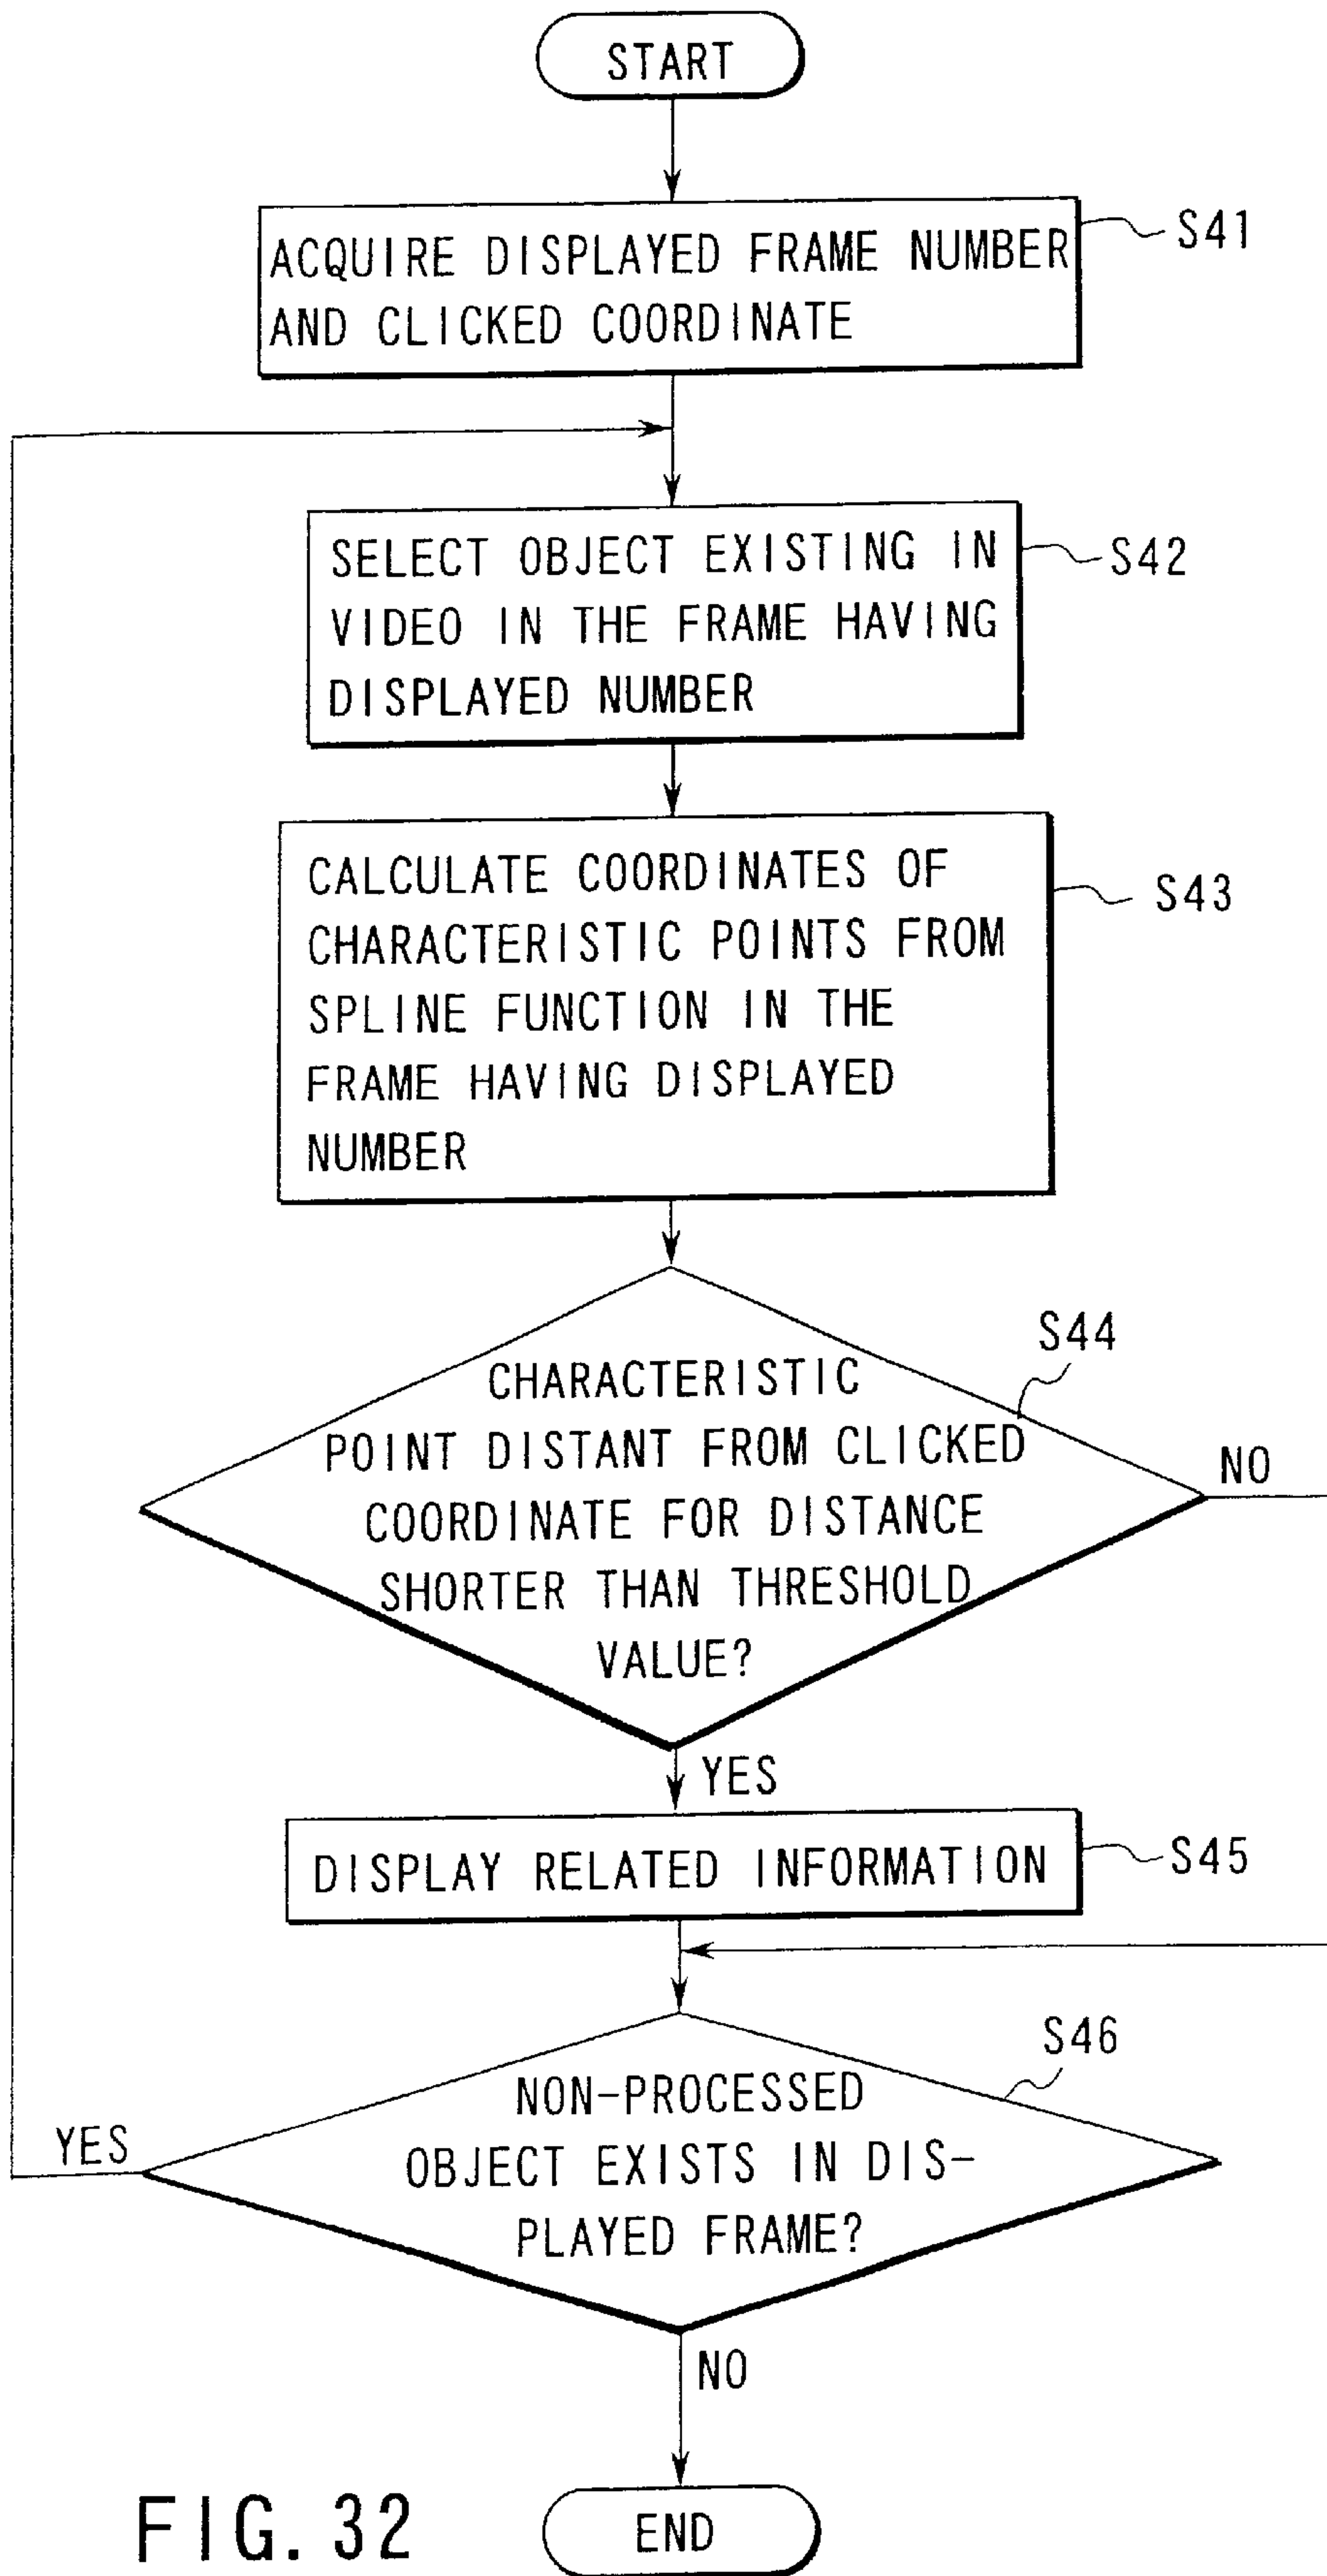 START
ACQUIRE DISPLAYED FRAME NUMBER
AND CLICKED COORDINATE
S41
SELECT OBJECT EXISTING IN
VIDEO IN THE FRAME HAVING
DISPLAYED NUMBER
S42
CALCULATE COORDINATES OF
CHARACTERISTIC POINTS FROM
SPLINE FUNCTION IN THE
FRAME HAVING DISPLAYED
NUMBER
S43
S44
CHARACTERISTIC
POINT DISTANT FROM CLICKED
COORDINATE FOR DISTANCE
SHORTER THAN THRESHOLD
VALUE?
NO
YES
DISPLAY RELATED INFORMATION
S45
S46
NON-PROCESSED
OBJECT EXISTS IN DIS-
PLAYED FRAME?
YES
NO
END
FIG. 32